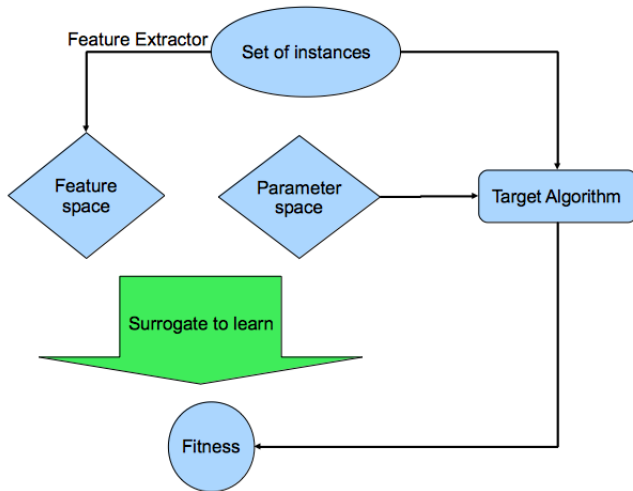 Feature Extractor
Set of instances
Feature
space
Parameter
space
Target Algorithm
Surrogate to learn
Fitness